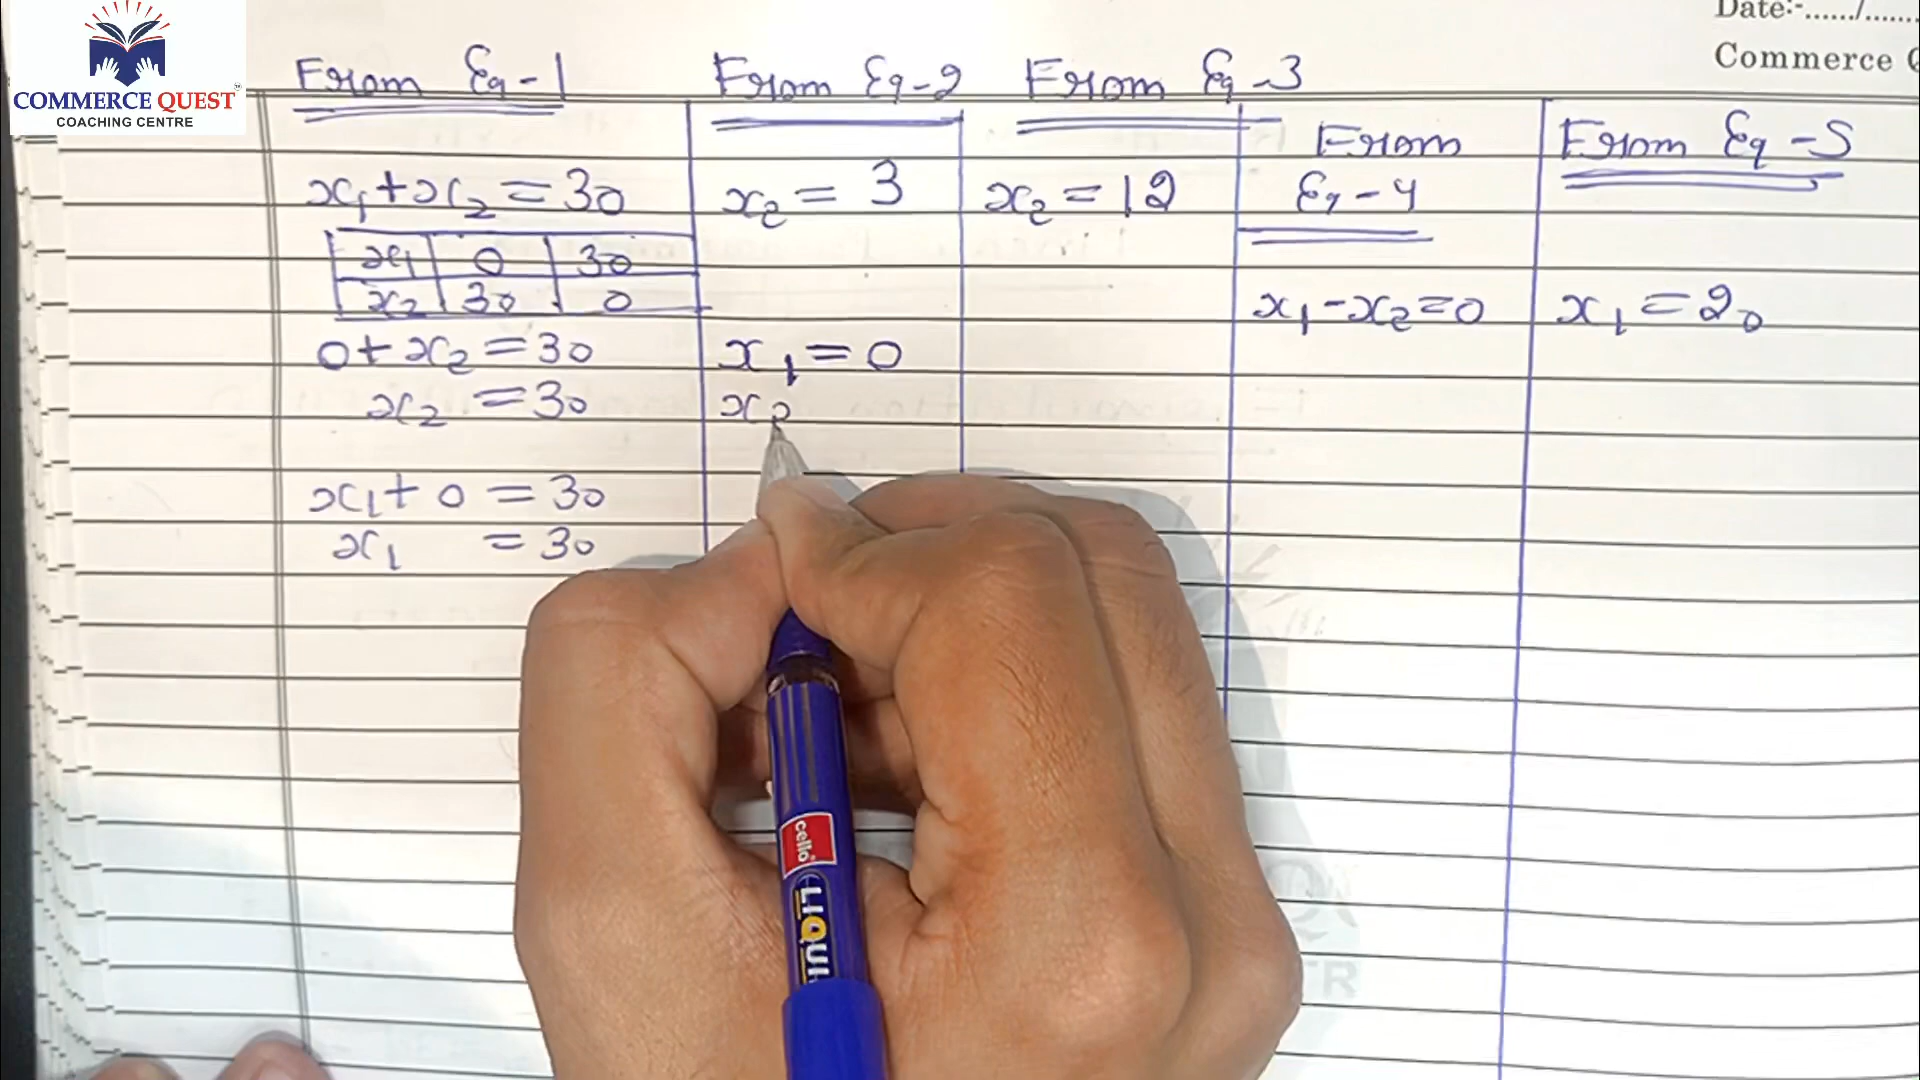 COMMERCE QUEST
COACHING CENTRE
Date:-....../.......
Commerce
From Eq-1
x₁+x₂=30
x₁ 0 30
x₂ 30 0
0+x₂=30
x₂ =30
x₁+ 0 = 30
x₁ = 30
From Eq-2
x₂ = 3
x₁ = 0
x₂
From Eq-3
x₂=12
From
Eq-4
x₁-x₂=0
From Eq-5
x₁=20
cello
LIQUI
TR